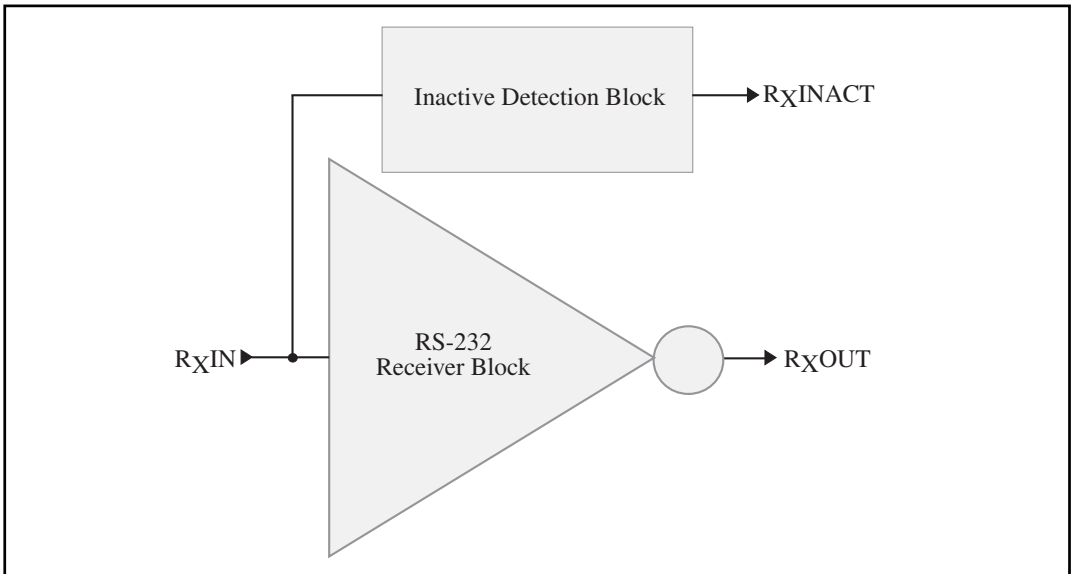 Inactive Detection Block
RXINACT
RS-232
Receiver Block
RXIN
RXOUT